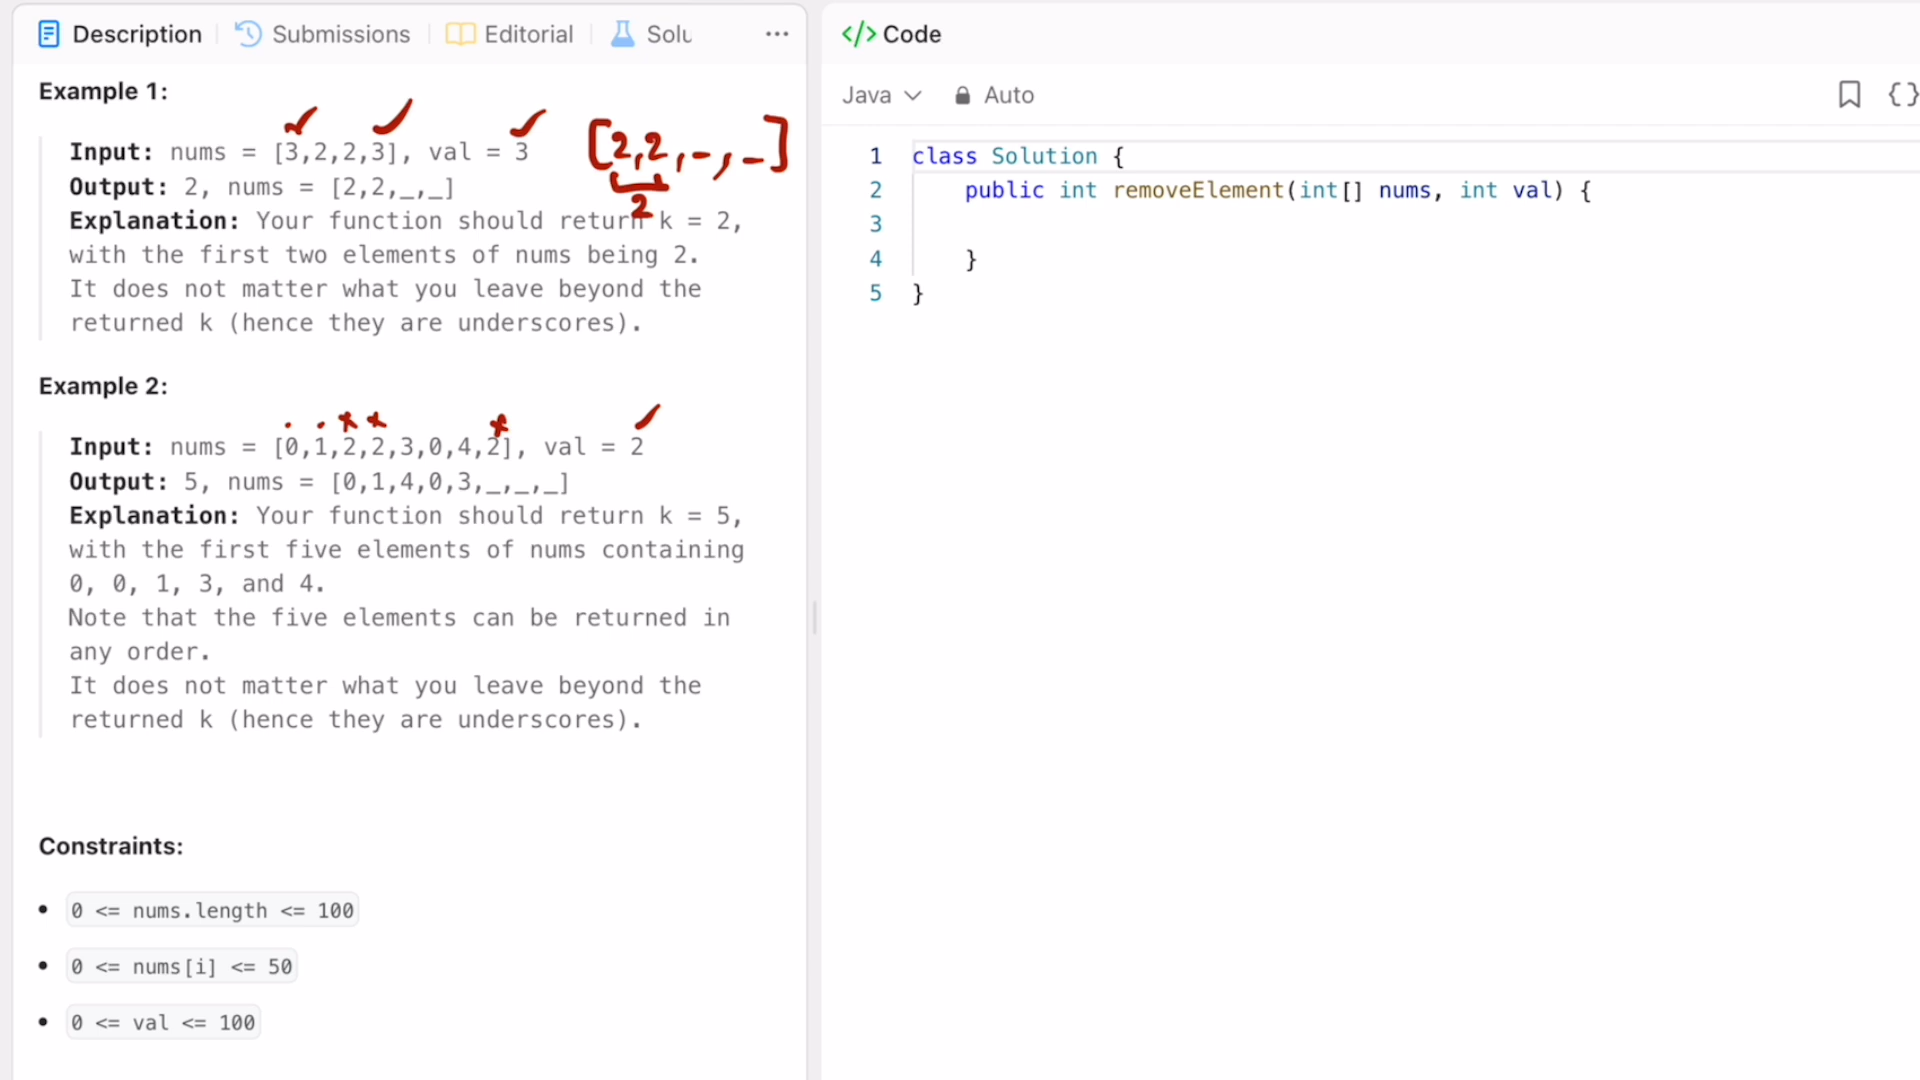 Description Submissions Editorial Solu
Example 1:
Input: nums = [3,2,2,3], val = 3
[2,2,-,-]
2
Output: 2, nums = [2,2,_,_]
Explanation: Your function should return k = 2,
with the first two elements of nums being 2.
It does not matter what you leave beyond the
returned k (hence they are underscores).
Example 2:
Input: nums = [0,1,2,2,3,0,4,2], val = 2
Output: 5, nums = [0,1,4,0,3,_,_,_]
Explanation: Your function should return k = 5,
with the first five elements of nums containing
0, 0, 1, 3, and 4.
Note that the five elements can be returned in
any order.
It does not matter what you leave beyond the
returned k (hence they are underscores).
Constraints:
0 <= nums.length <= 100
0 <= nums[i] <= 50
0 <= val <= 100
</> Code
Java Auto {}
1 class Solution {
2 public int removeElement(int[] nums, int val) {
3
4 }
5 }